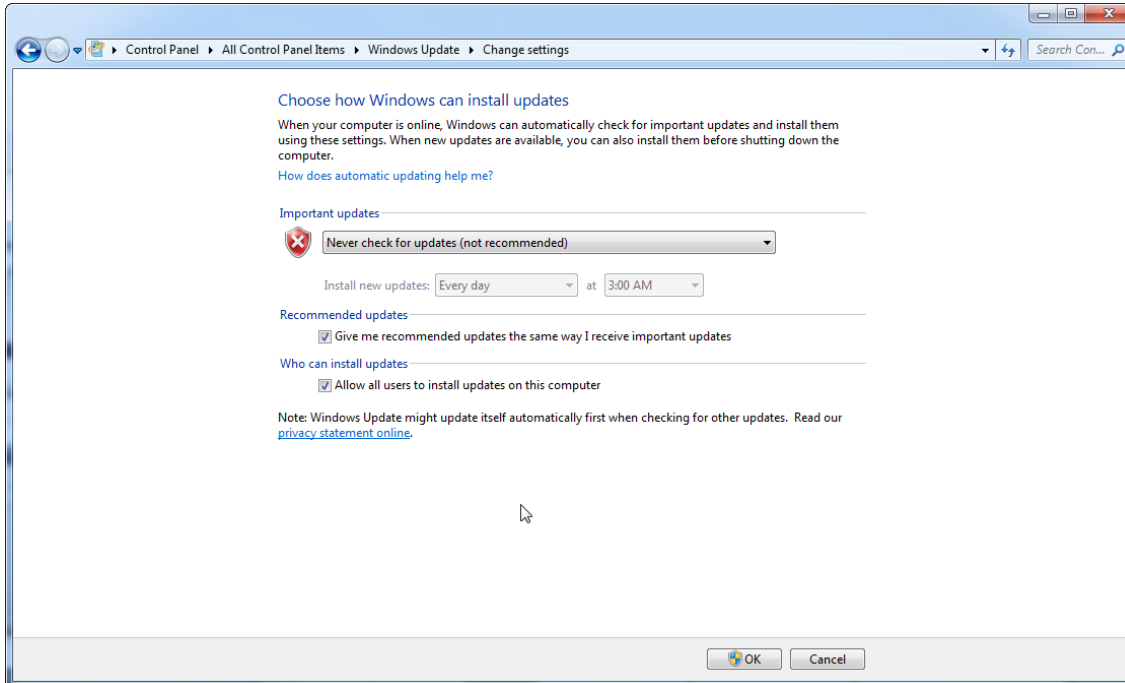 Control Panel All Control Panel Items Windows Update Change settings Search Con...
Choose how Windows can install updates
When your computer is online, Windows can automatically check for important updates and install them
using these settings. When new updates are available, you can also install them before shutting down the
computer.
How does automatic updating help me?
Important updates
Never check for updates (not recommended)
Install new updates: Every day at 3:00 AM
Recommended updates
Give me recommended updates the same way I receive important updates
Who can install updates
Allow all users to install updates on this computer
Note: Windows Update might update itself automatically first when checking for other updates. Read our
privacy statement online.
OK Cancel